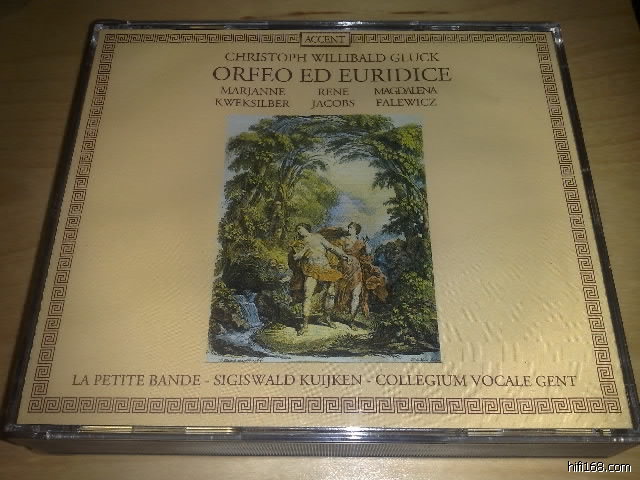 ACCENT
CHRISTOPH WILLIBALD GLUCK
ORFEO ED EURIDICE
MARJANNE RENE MAGDALENA
KWEKSILBER JACOBS FALEWICZ
LA PETITE BANDE - SIGISWALD KUIJKEN - COLLEGIUM VOCALE GENT
hifi168.com